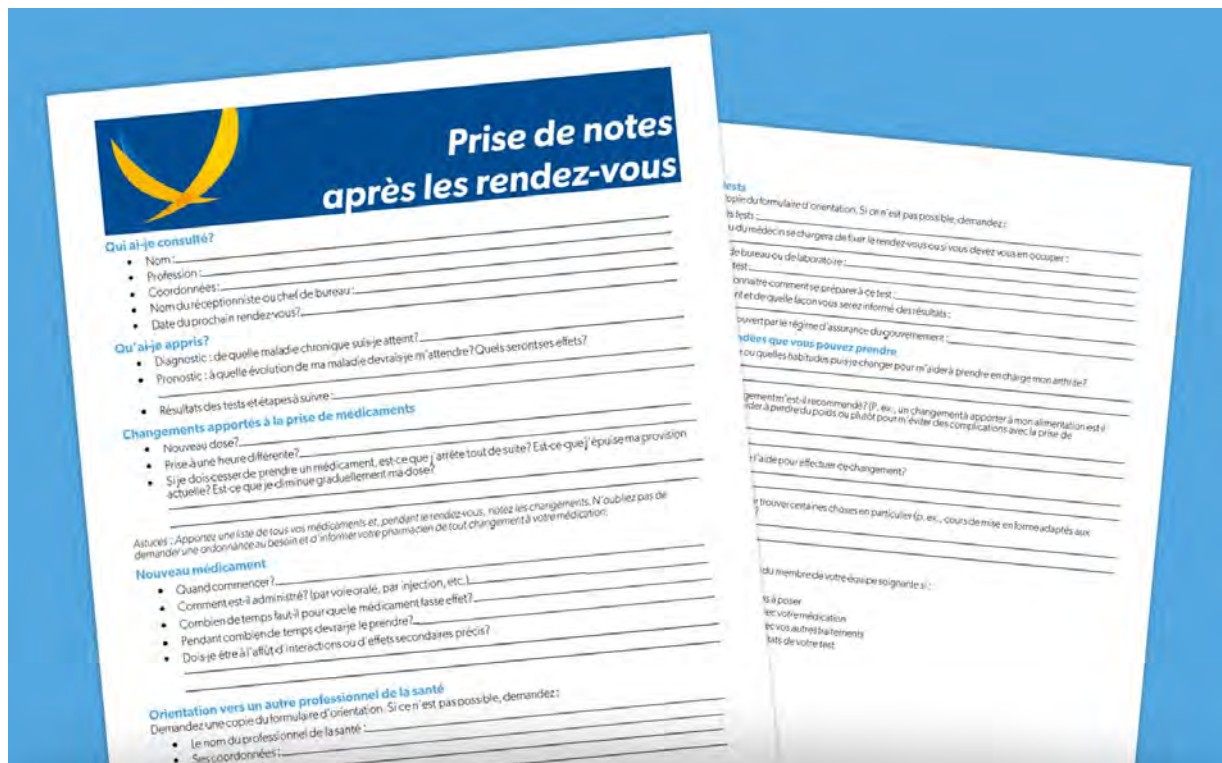 Prise de notes
après les rendez-vous
Qui ai-je consulté?
• Nom :
• Profession :
• Coordonnées :
• Nom du réceptionniste ou chef de bureau :
• Date du prochain rendez-vous?
Qu'ai-je appris?
• Diagnostic : de quelle maladie chronique suis-je atteint?
• Pronostic : à quelle évolution de ma maladie devrais-je m'attendre? Quels seront ses effets?
• Résultats des tests et étapes à suivre :
Changements apportés à la prise de médicaments
• Nouveau dose?
• Prise à une heure différente?
• Si je dois cesser de prendre un médicament, est-ce que j'arrête tout de suite? Est-ce que j'épuise ma provision
actuelle? Est-ce que je diminue graduellement ma dose?
Astuces : Apportez une liste de tous vos médicaments et, pendant le rendez-vous, notez les changements. N'oubliez pas de
demander une ordonnance au besoin et d'informer votre pharmacien de tout changement à votre médication.
Nouveau médicament
• Quand commencer?
• Comment est-il administré? (par voie orale, par injection, etc.)
• Combien de temps faut-il pour que le médicament fasse effet?
• Pendant combien de temps devrai-je le prendre?
• Dois-je être à l'affût d'interactions ou d'effets secondaires précis?
Orientation vers un autre professionnel de la santé
Demandez une copie du formulaire d'orientation. Si ce n'est pas possible, demandez :
• Le nom du professionnel de la santé :
• Ses coordonnées :
tests
copie du formulaire d'orientation. Si ce n'est pas possible, demandez :
tests :
du médecin se chargera de fixer le rendez-vous ou si vous devez vous en occuper :
de bureau ou de laboratoire :
test :
connaître comment se préparer à ce test :
et de quelle façon vous serez informé des résultats :
couvert par le régime d'assurance du gouvernement :
que vous pouvez prendre
ou quelles habitudes puis-je changer pour m'aider à prendre en charge mon arthrite?
m'est-il recommandé? (P. ex., un changement à apporter à mon alimentation est-il
à perdre du poids ou plutôt pour m'éviter des complications avec la prise de
l'aide pour effectuer ce changement?
trouver certaines choses en particulier (p. ex., cours de mise en forme adaptés aux
du membre de votre équipe soignante si :
à poser
votre médication
vos autres traitements
de votre test